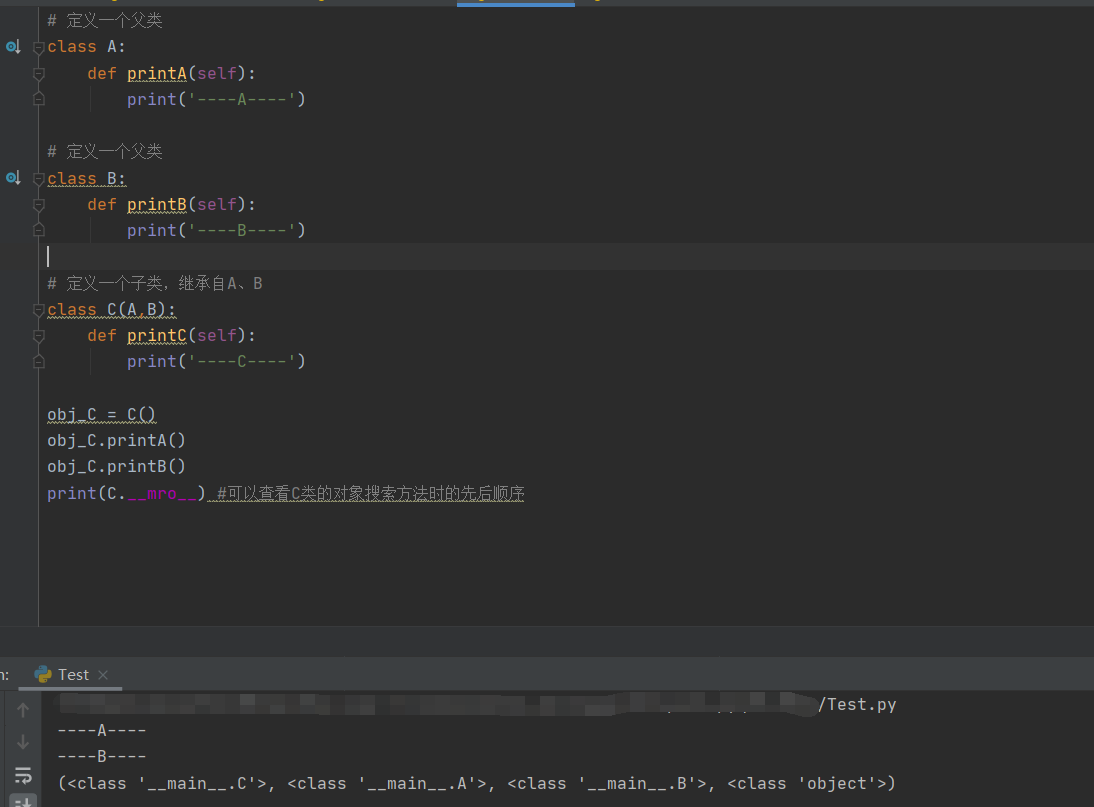 # 定义一个父类
class A:
    def printA(self):
        print('----A----')
# 定义一个父类
class B:
    def printB(self):
        print('----B----')
# 定义一个子类，继承自A、B
class C(A,B):
    def printC(self):
        print('----C----')
obj_C = C()
obj_C.printA()
obj_C.printB()
print(C.__mro__) #可以查看C类的对象搜索方法时的先后顺序
Test
/Test.py
----A----
----B----
(<class '__main__.C'>, <class '__main__.A'>, <class '__main__.B'>, <class 'object'>)